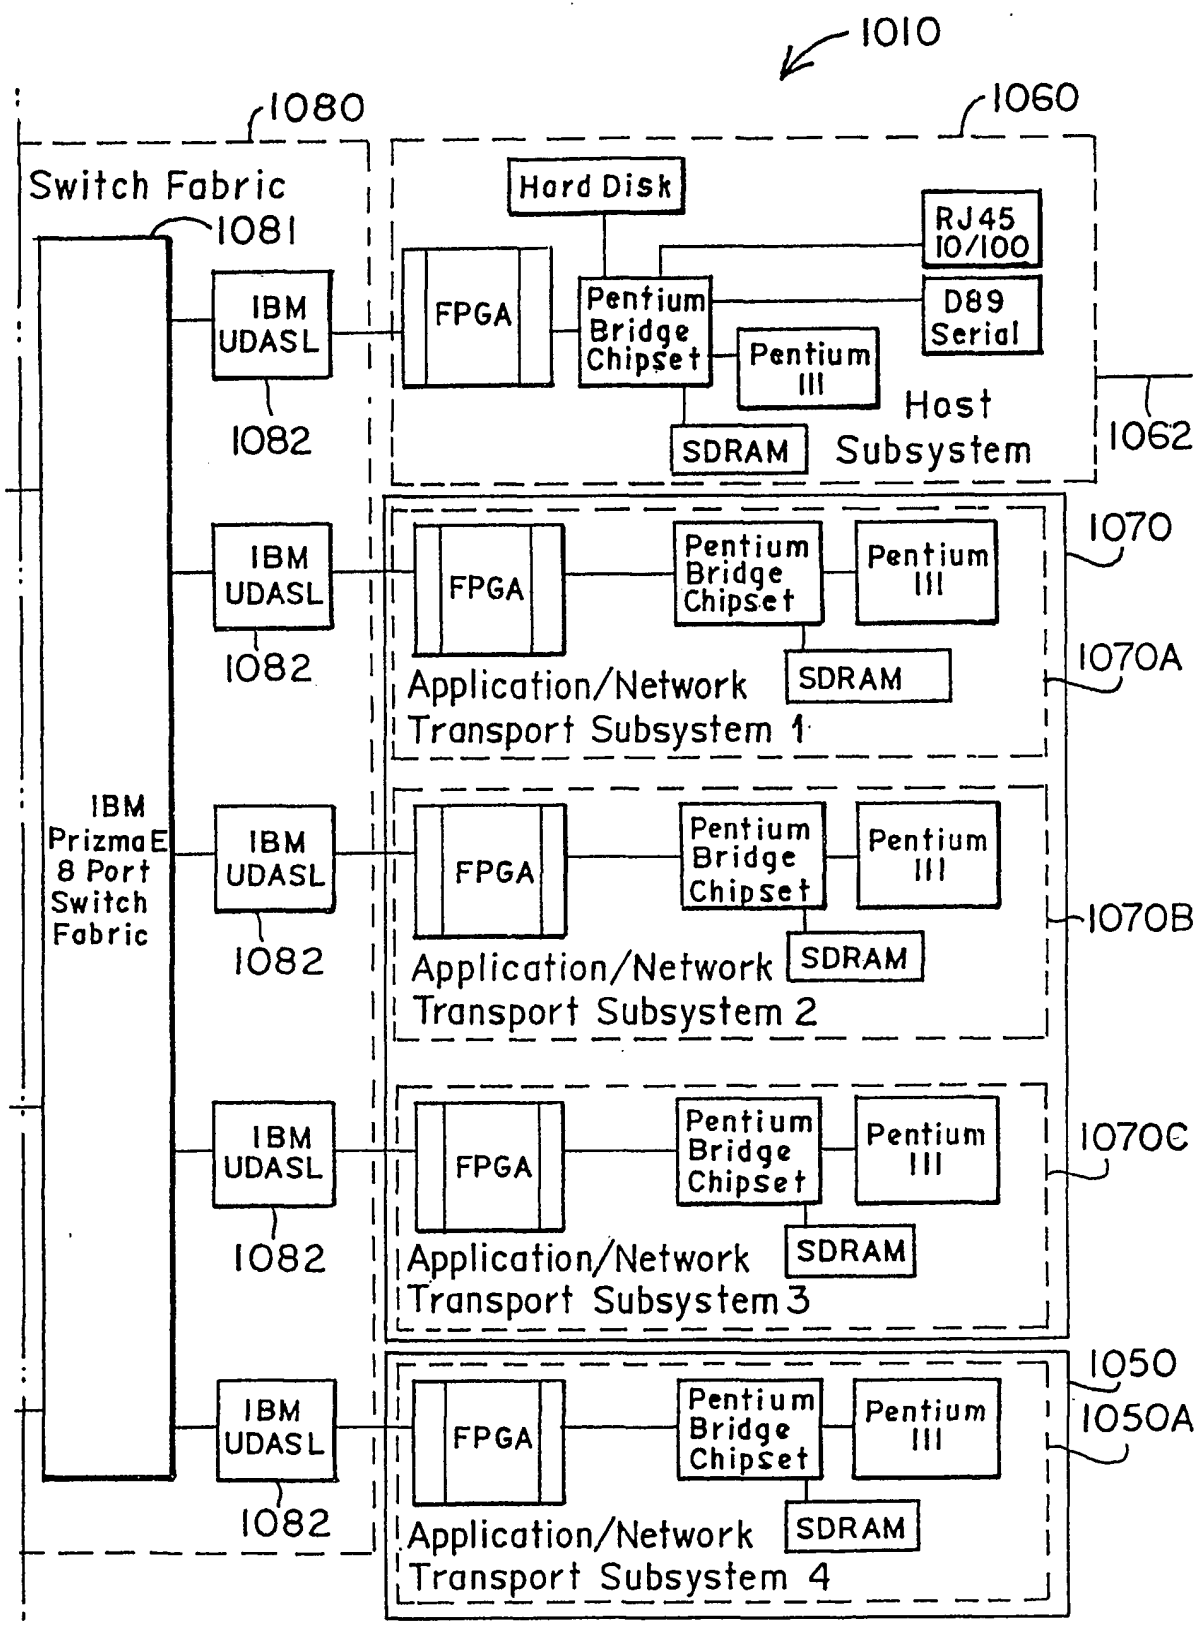 1010
1080
1060
Switch Fabric
1081
IBM
PrizmaE
8 Port
Switch
Fabric
IBM
UDASL
1082
Hard Disk
FPGA
Pentium
Bridge
Chipset
RJ45
10/100
D89
Serial
Pentium
III
SDRAM
Host
Subsystem
1062
IBM
UDASL
1082
FPGA
Pentium
Bridge
Chipset
Pentium
III
SDRAM
Application/Network
Transport Subsystem 1
1070
1070A
IBM
UDASL
1082
FPGA
Pentium
Bridge
Chipset
Pentium
III
SDRAM
Application/Network
Transport Subsystem 2
1070B
IBM
UDASL
1082
FPGA
Pentium
Bridge
Chipset
Pentium
III
SDRAM
Application/Network
Transport Subsystem 3
1070C
IBM
UDASL
1082
FPGA
Pentium
Bridge
Chipset
Pentium
III
SDRAM
Application/Network
Transport Subsystem 4
1050
1050A